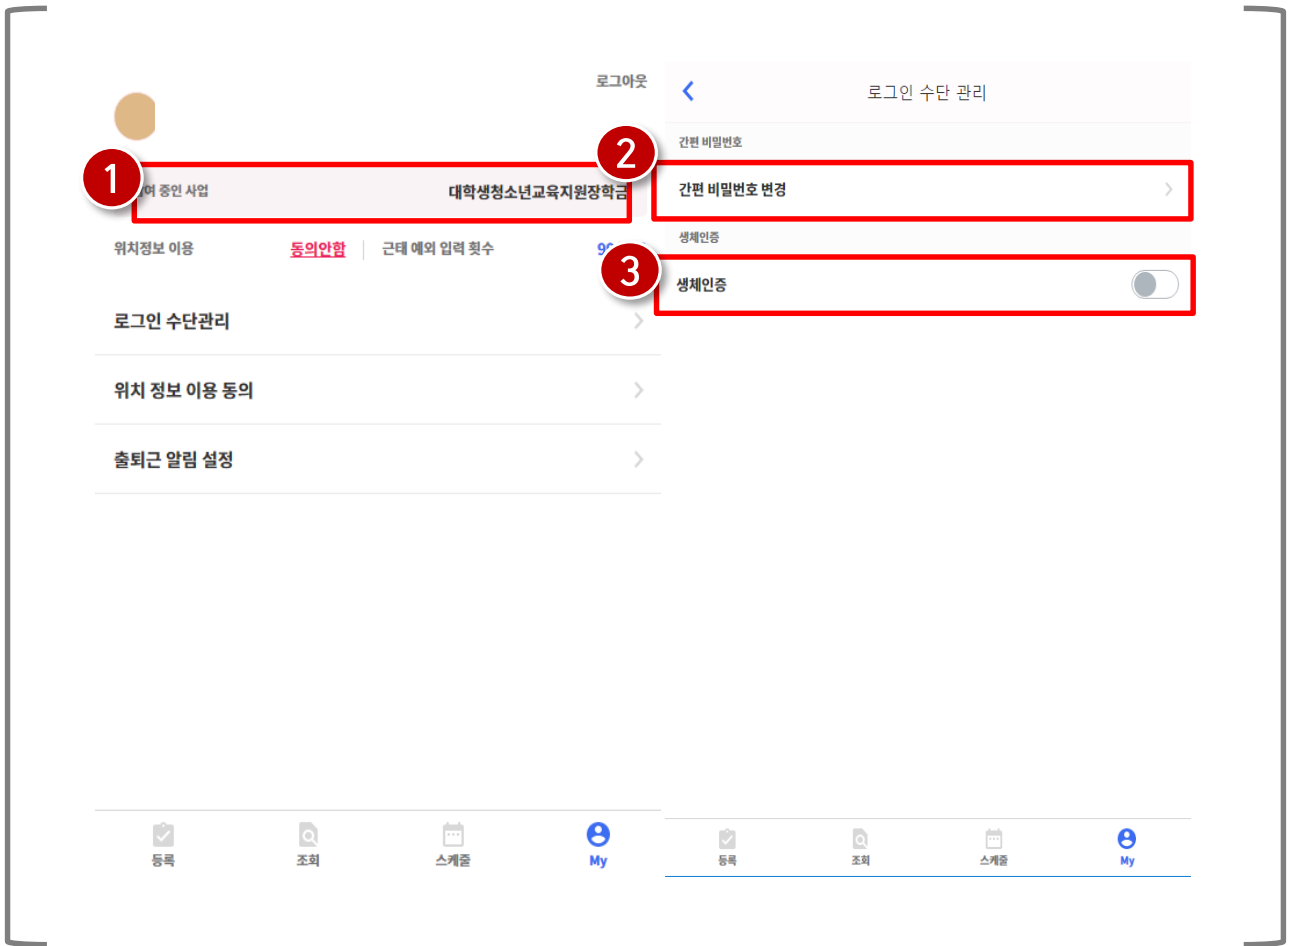 로그아웃
1
여 중인 사업
대학생청소년교육지원장학금
위치정보 이용
동의안함
근태 예외 입력 횟수
로그인 수단관리
위치 정보 이용 동의
출퇴근 알림 설정
등록
조회
스케줄
My
로그인 수단 관리
간편 비밀번호
2
간편 비밀번호 변경
생체인증
3
생체인증
등록
조회
스케줄
My